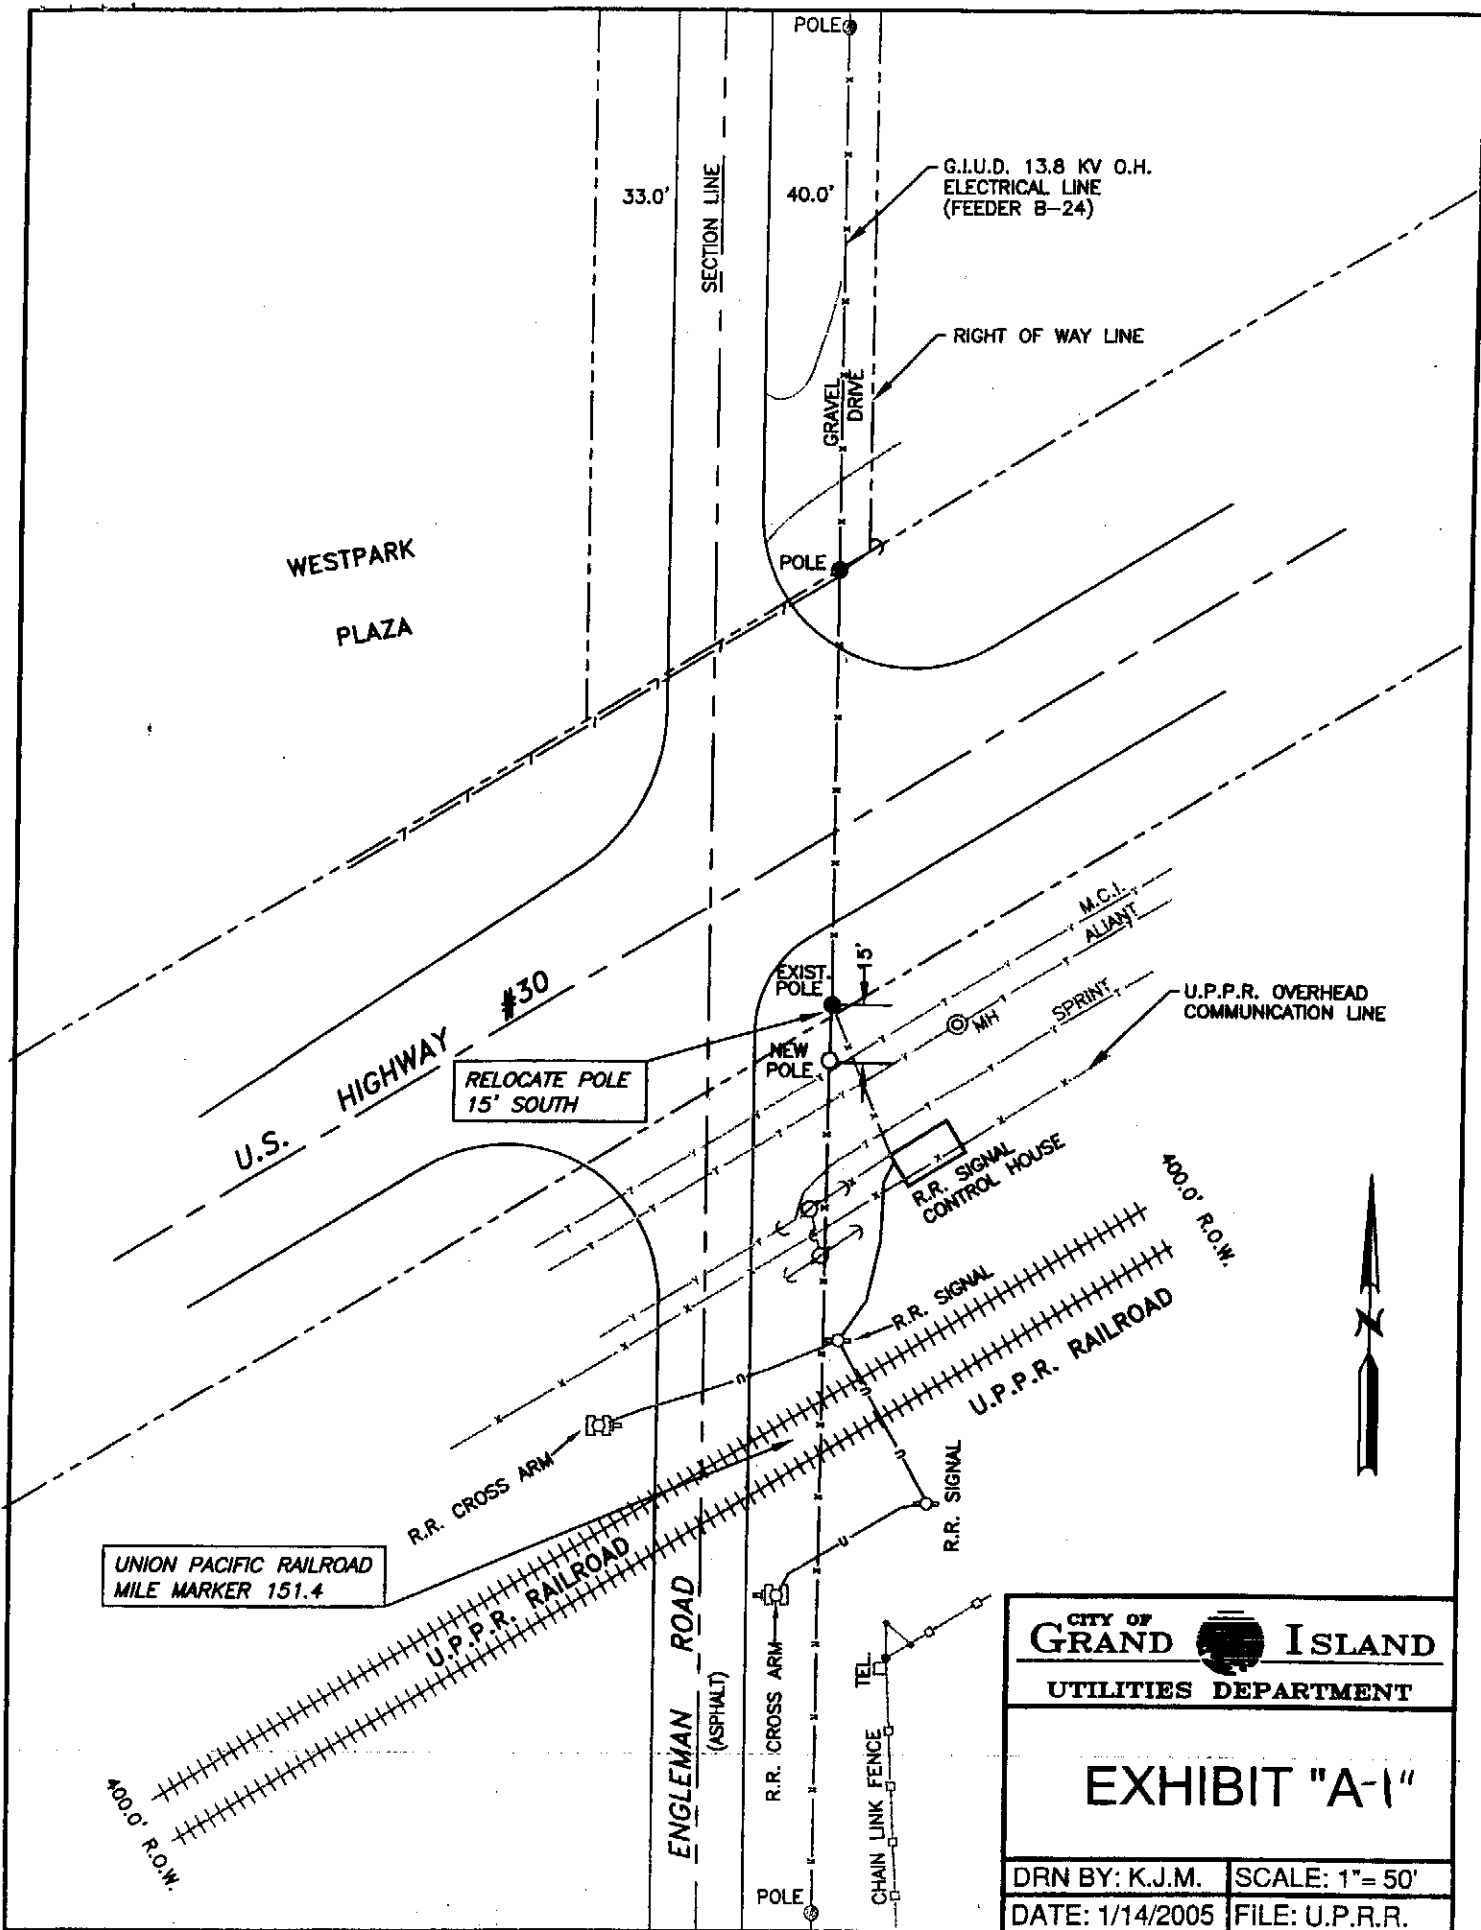 POLE
G.I.U.D. 13.8 KV O.H.
ELECTRICAL LINE
(FEEDER B-24)
33.0'
SECTION LINE
40.0'
RIGHT OF WAY LINE
GRAVEL
DRIVE
WESTPARK
PLAZA
POLE
M.C.I.
ALIANT
15'
EXIST.
POLE
SPRINT
U.P.P.R. OVERHEAD
COMMUNICATION LINE
MH
U.S. HIGHWAY #30
NEW
POLE
RELOCATE POLE
15' SOUTH
R.R. SIGNAL
CONTROL HOUSE
400.0' R.O.W.
R.R. SIGNAL
U.P.P.R. RAILROAD
N
R.R. CROSS ARM
R.R. SIGNAL
UNION PACIFIC RAILROAD
MILE MARKER 151.4
U.P.P.R. RAILROAD
ENGLEMAN ROAD
(ASPHALT)
R.R. CROSS ARM
TEL.
CHAIN LINK FENCE
400.0' R.O.W.
POLE
CITY OF
GRAND ISLAND
UTILITIES DEPARTMENT
EXHIBIT "A-1"
DRN BY: K.J.M.
SCALE: 1"= 50'
DATE: 1/14/2005
FILE: U.P.R.R.